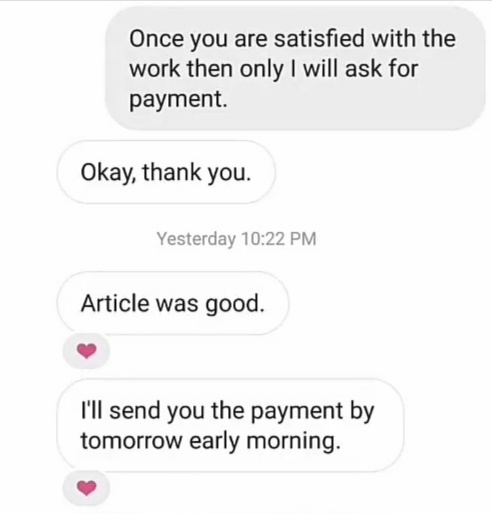 Once you are satisfied with the
work then only I will ask for
payment.
Okay, thank you.
Yesterday 10:22 PM
Article was good.
I'll send you the payment by
tomorrow early morning.